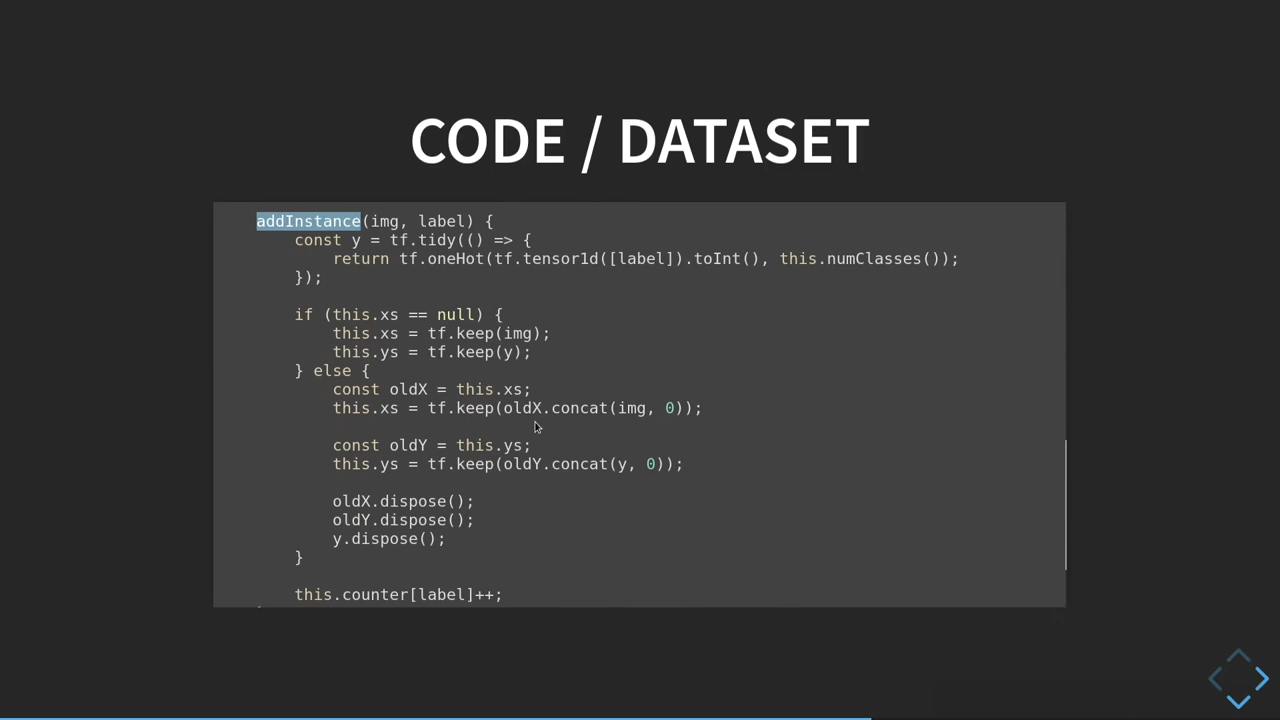 CODE / DATASET
addInstance(img, label) {
const y = tf.tidy(() => {
return tf.oneHot(tf.tensor1d([label]).toInt(), this.numClasses());
});
if (this.xs == null) {
this.xs = tf.keep(img);
this.ys = tf.keep(y);
} else {
const oldX = this.xs;
this.xs = tf.keep(oldX.concat(img, 0));
const oldY = this.ys;
this.ys = tf.keep(oldY.concat(y, 0));
oldX.dispose();
oldY.dispose();
y.dispose();
}
this.counter[label]++;